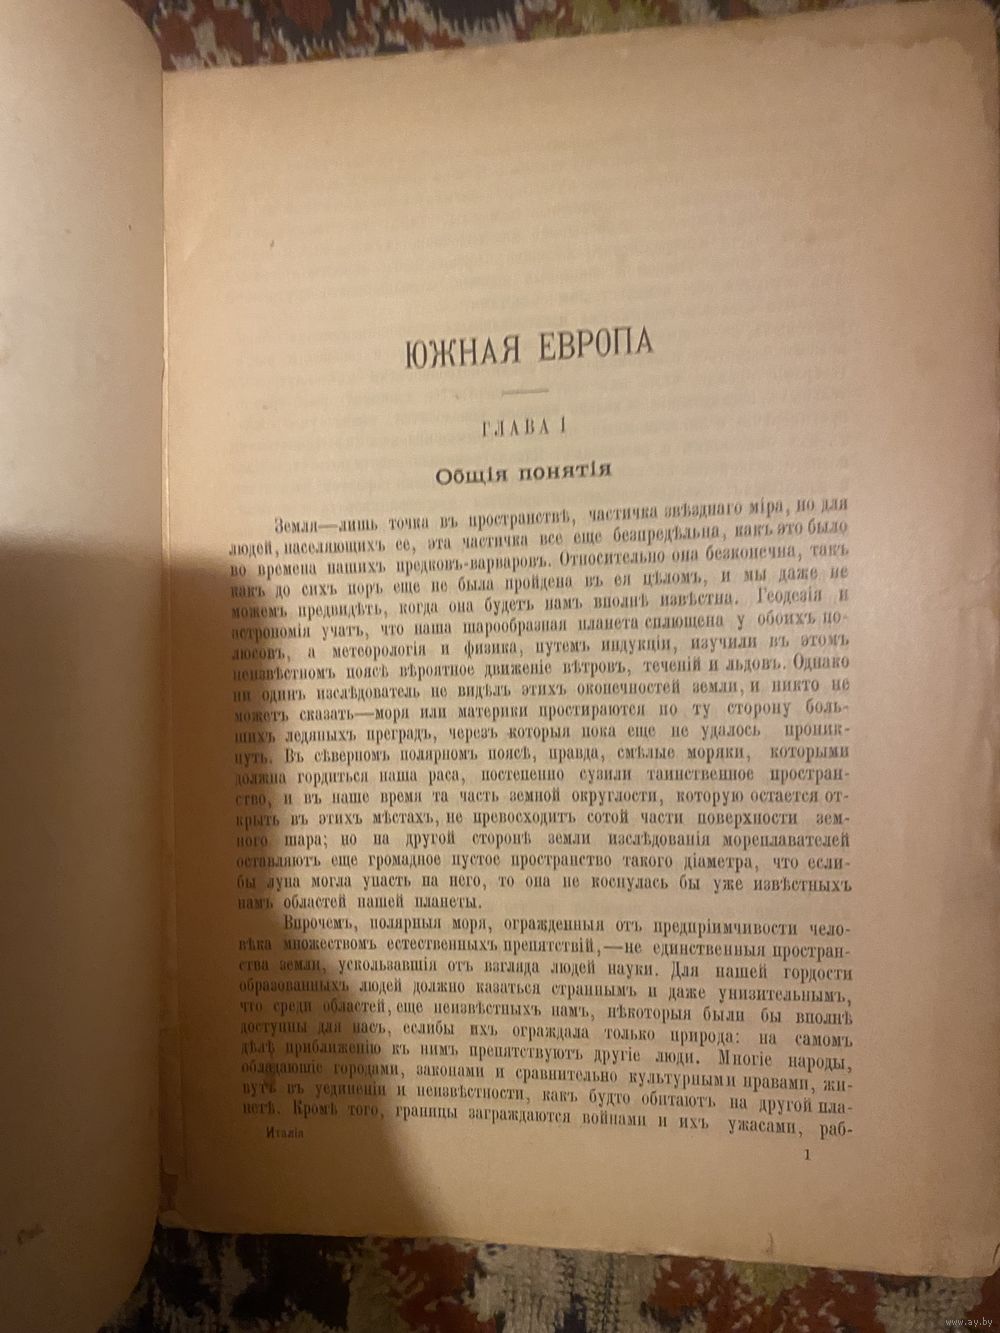 ЮЖНАЯ ЕВРОПА
ГЛАВА I
Общія понятія
Земля—лишь точка въ пространствѣ, частичка звѣзднаго міра, но для
людей, населяющихъ ее, эта частичка все еще безпредѣльна, какъ это было
во времена нашихъ предковъ-варваровъ. Относительно она безконечна, такъ
какъ до сихъ поръ еще не была пройдена въ ея цѣломъ, и мы даже не
можемъ предвидѣть, когда она будетъ намъ вполнѣ извѣстна. Геодезія и
астрономія учатъ, что наша шарообразная планета сплющена у обоихъ по-
люсовъ, а метеорологія и физика, путемъ индукціи, изучили въ этомъ
неизвѣстномъ поясѣ вѣроятное движеніе вѣтровъ, теченій и льдовъ. Однако
ни одинъ изслѣдователь не видѣлъ этихъ оконечностей земли, и никто не
можетъ сказать—моря или материки простираются по ту сторону боль-
шихъ ледяныхъ преградъ, черезъ которыя пока еще не удалось проник-
нуть. Въ сѣверномъ полярномъ поясѣ, правда, смѣлые моряки, которыми
должна гордиться наша раса, постепенно сузили таинственное простран-
ство, и въ наше время та часть земной округлости, которую остается от-
крыть въ этихъ мѣстахъ, не превосходитъ сотой части поверхности зем-
ного шара; но на другой сторонѣ земли изслѣдованія мореплавателей
оставляютъ еще громадное пустое пространство такого діаметра, что если-
бы луна могла упасть на него, то она не коснулась бы уже извѣстныхъ
намъ областей нашей планеты.
Впрочемъ, полярныя моря, огражденныя отъ предпріимчивости чело-
вѣка множествомъ естественныхъ препятствій,—не единственныя простран-
ства земли, ускользавшія отъ взгляда людей науки. Для нашей гордости
образованныхъ людей должно казаться страннымъ и даже унизительнымъ,
что среди областей, еще неизвѣстныхъ намъ, нѣкоторыя были бы вполнѣ
доступны для насъ, еслибы ихъ ограждала только природа: на самомъ
дѣлѣ приближенію къ нимъ препятствуютъ другіе люди. Многіе народы,
обладающіе городами, законами и сравнительно культурными нравами, жи-
вутъ въ уединеніи и неизвѣстности, какъ будто обитаютъ на другой пла-
нетѣ. Кромѣ того, границы заграждаются войнами и ихъ ужасами, раб-
Италія
1
www.ay.by